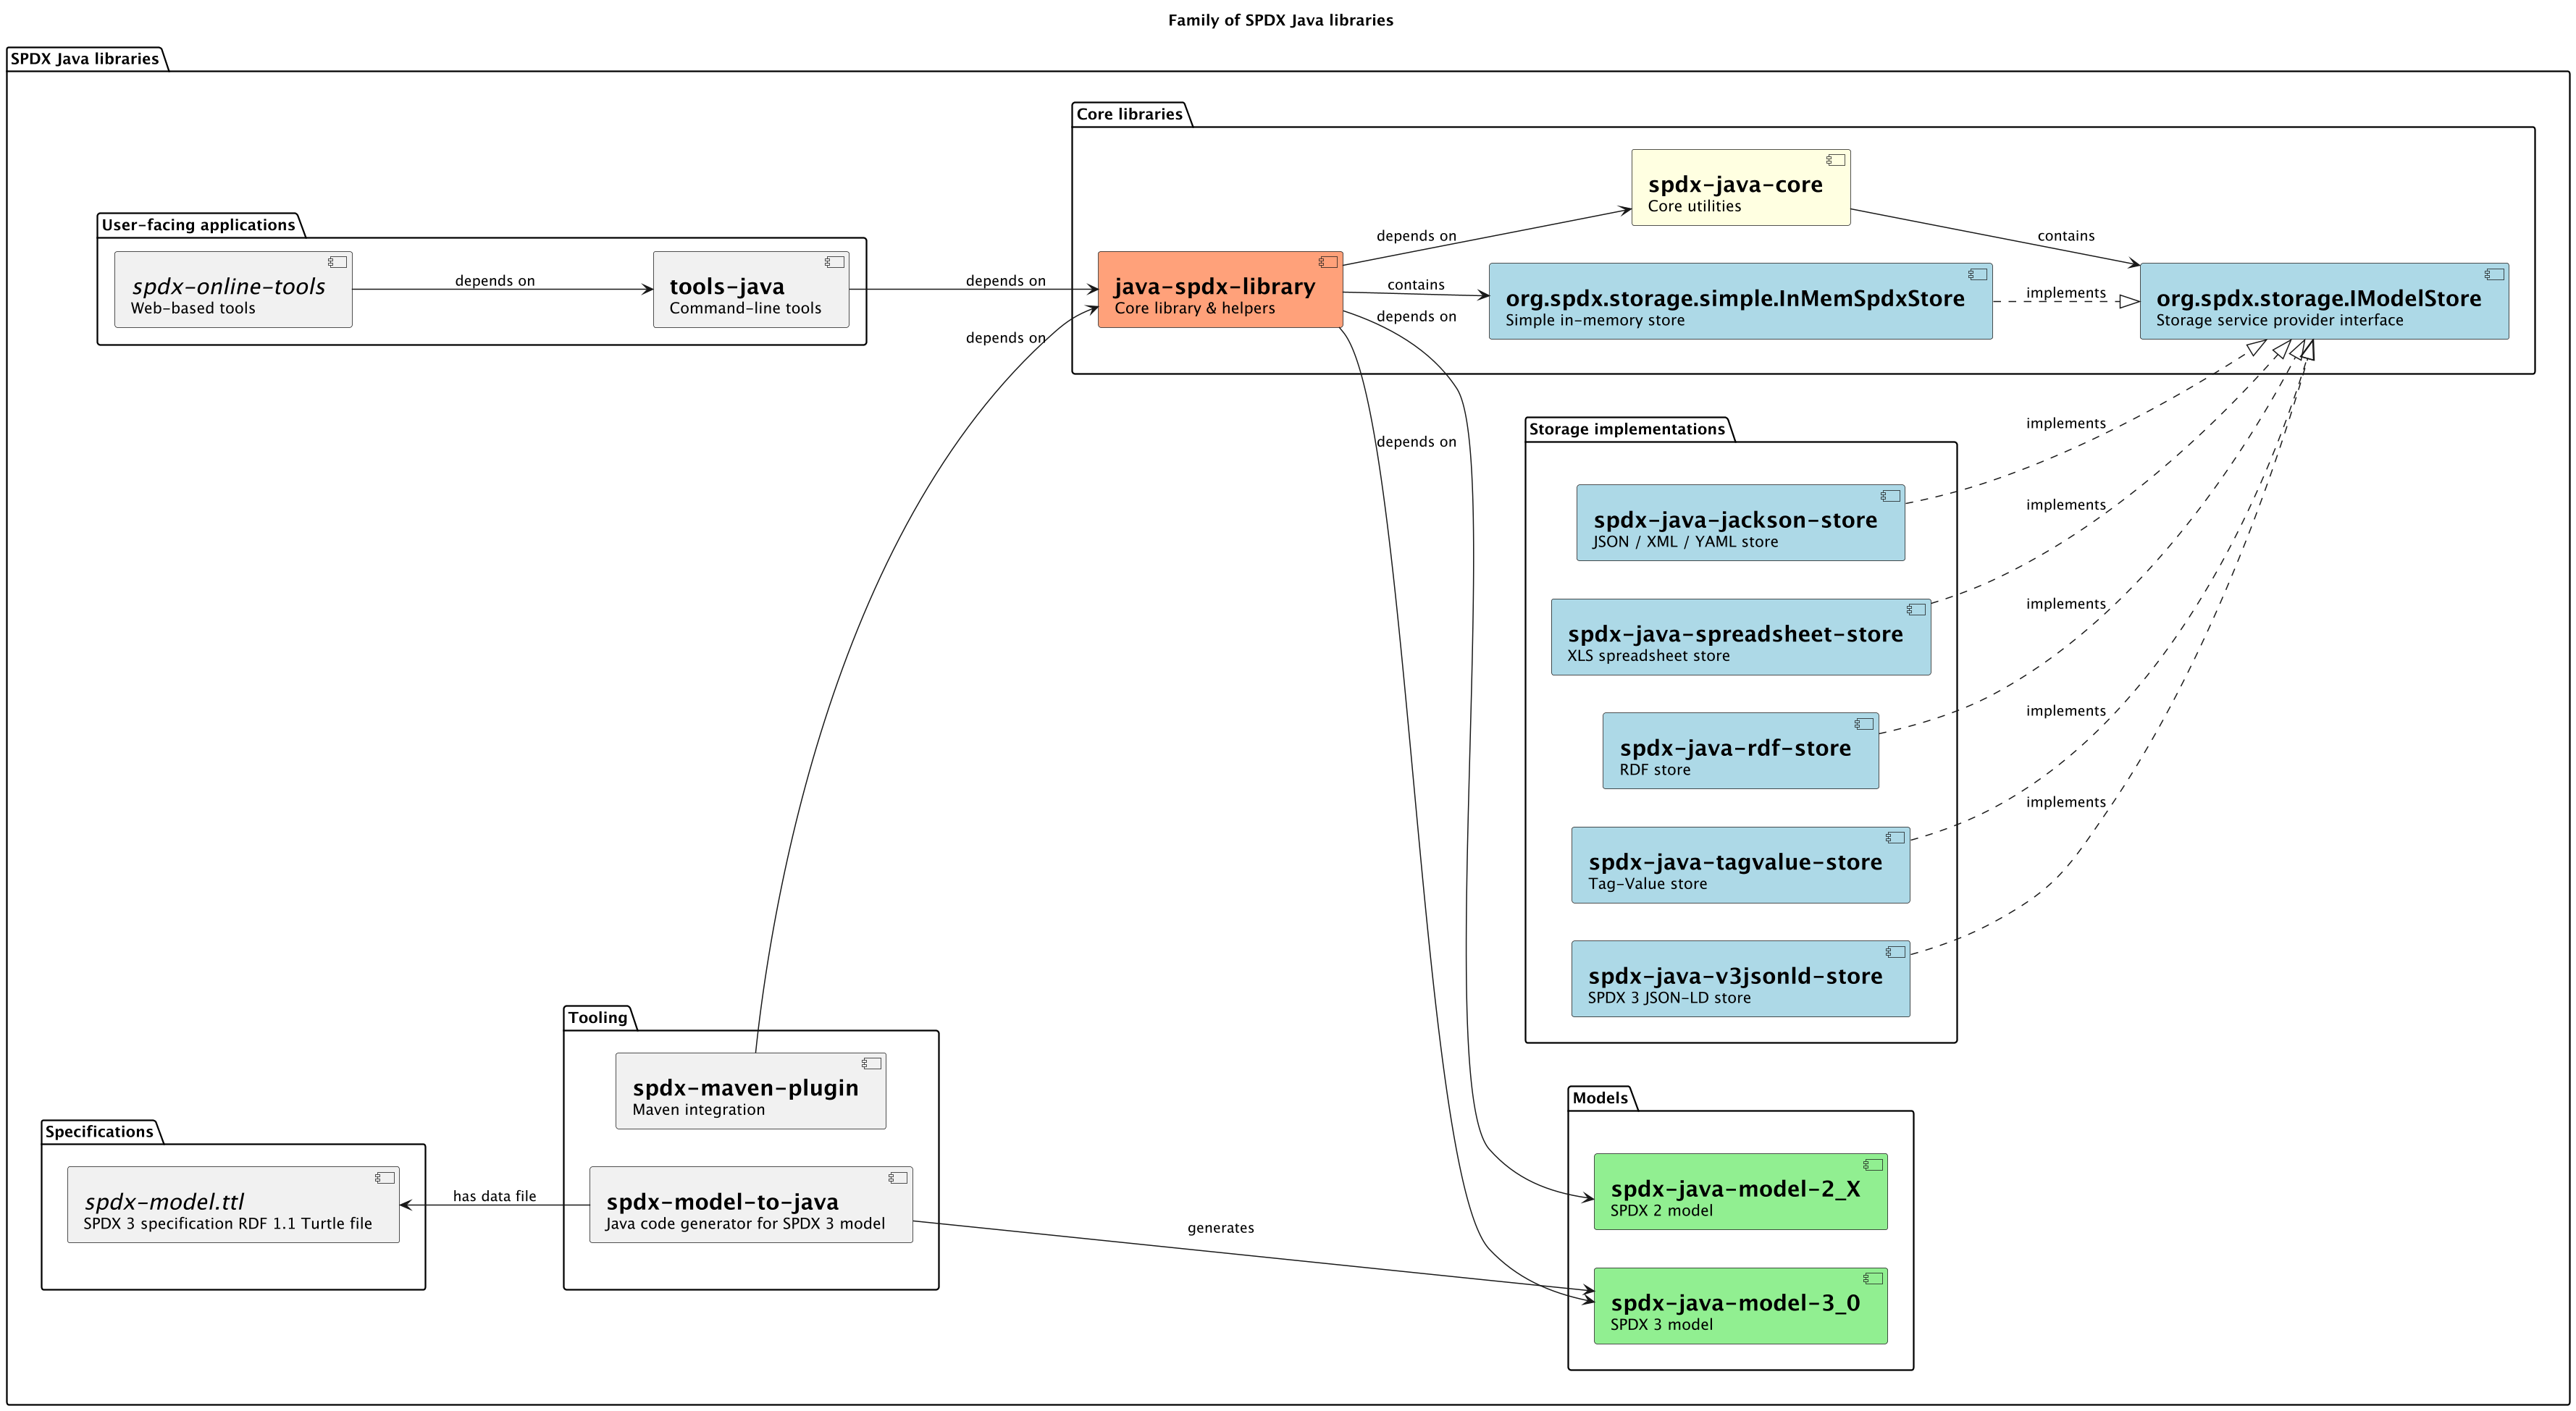 Family of SPDX Java libraries
SPDX Java libraries
Core libraries
spdx-java-core
Core utilities
User-facing applications
spdx-online-tools
Web-based tools
depends on
tools-java
Command-line tools
depends on
java-spdx-library
Core library & helpers
depends on
contains
depends on
contains
org.spdx.storage.simple.InMemSpdxStore
Simple in-memory store
implements
org.spdx.storage.IModelStore
Storage service provider interface
depends on
depends on
Storage implementations
implements
spdx-java-jackson-store
JSON / XML / YAML store
implements
spdx-java-spreadsheet-store
XLS spreadsheet store
implements
spdx-java-rdf-store
RDF store
implements
spdx-java-tagvalue-store
Tag-Value store
implements
spdx-java-v3jsonld-store
SPDX 3 JSON-LD store
Tooling
spdx-maven-plugin
Maven integration
Specifications
spdx-model.ttl
SPDX 3 specification RDF 1.1 Turtle file
has data file
spdx-model-to-java
Java code generator for SPDX 3 model
generates
Models
spdx-java-model-2_X
SPDX 2 model
spdx-java-model-3_0
SPDX 3 model